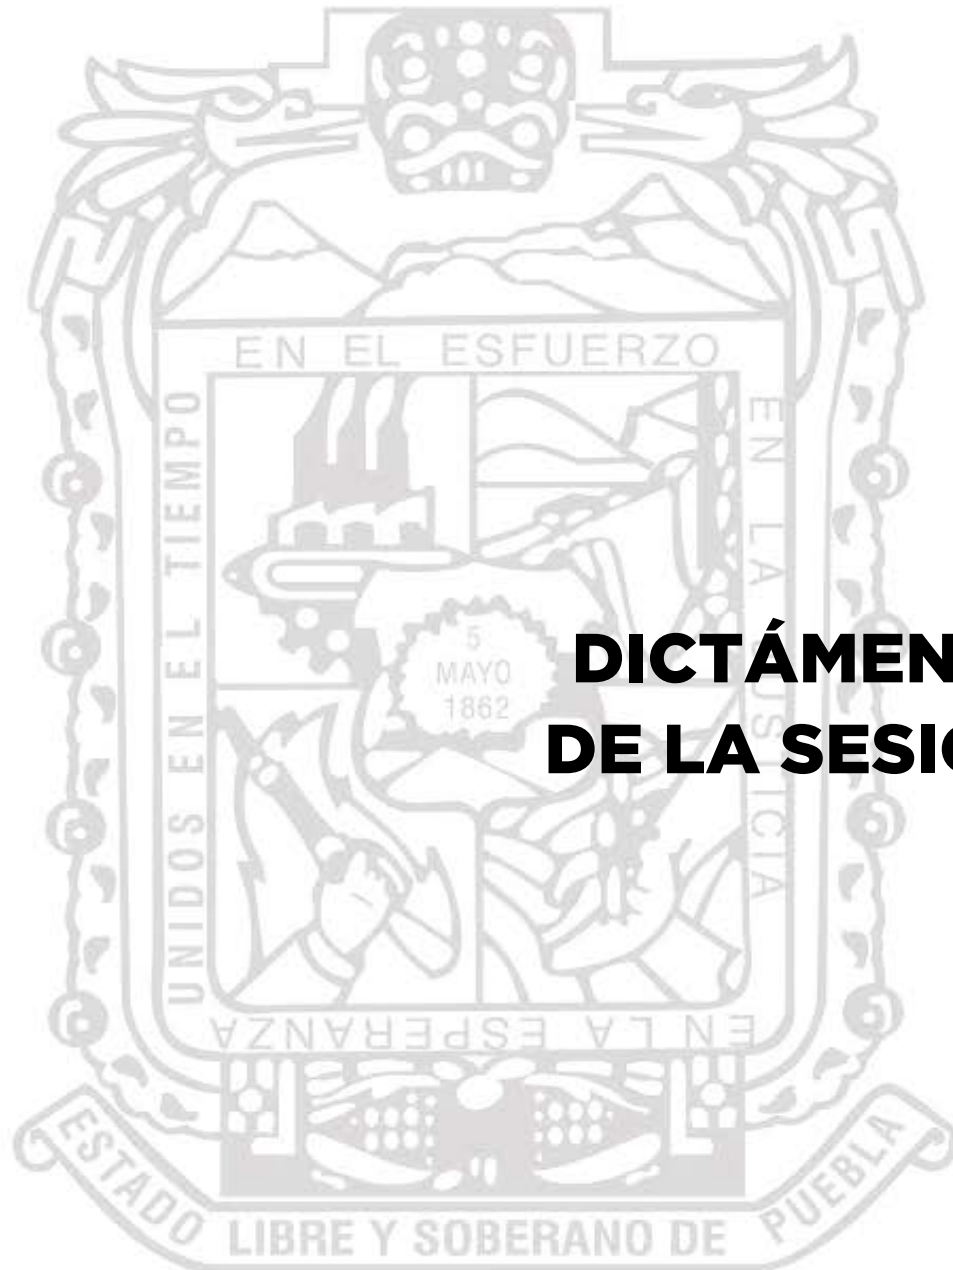 EN EL ESFUERZO
EN LA JUSTICIA
UNIDOS EN EL TIEMPO
EN LA ESPERANZA
5
MAYO
1862
DICTÁMEN
DE LA SESI
ESTADO LIBRE Y SOBERANO DE PUEBLA